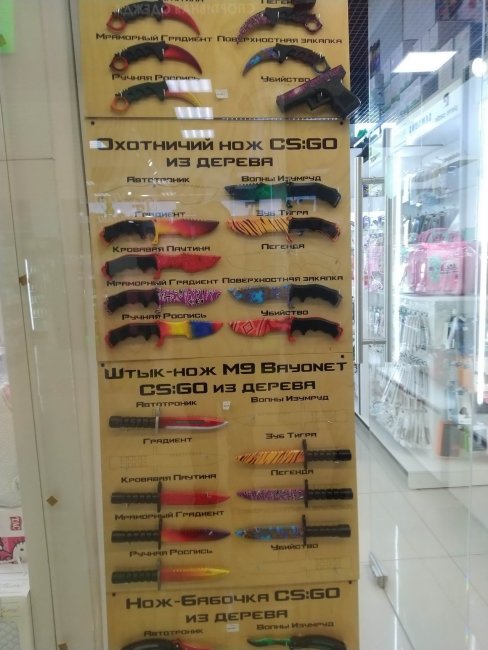 Легенда
Мраморный Градиент Поверхностная закалка
Ручная Роспись Убийство
Охотничий нож CS:GO
из дерева
Автотроник Волны Изумруд
Градиент Зуб Тигра
Кровавая Паутина Легенда
Мраморный Градиент Поверхностная закалка
Ручная Роспись Убийство
Штык-нож M9 Bayonet
CS:GO из дерева
Автотроник Волны Изумруд
Градиент Зуб Тигра
Кровавая Паутина Легенда
Мраморный Градиент
Ручная Роспись Убийство
Нож-Бабочка CS:GO
из дерева
Автотроник Волны Изумруд